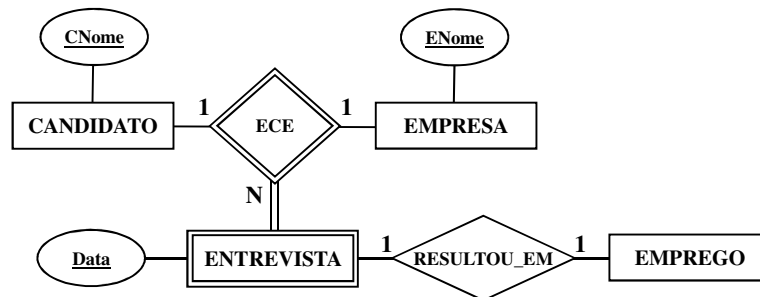 CNome
ENome
1
1
CANDIDATO
ECE
EMPRESA
N
Data
ENTREVISTA
1
RESULTOU_EM
1
EMPREGO